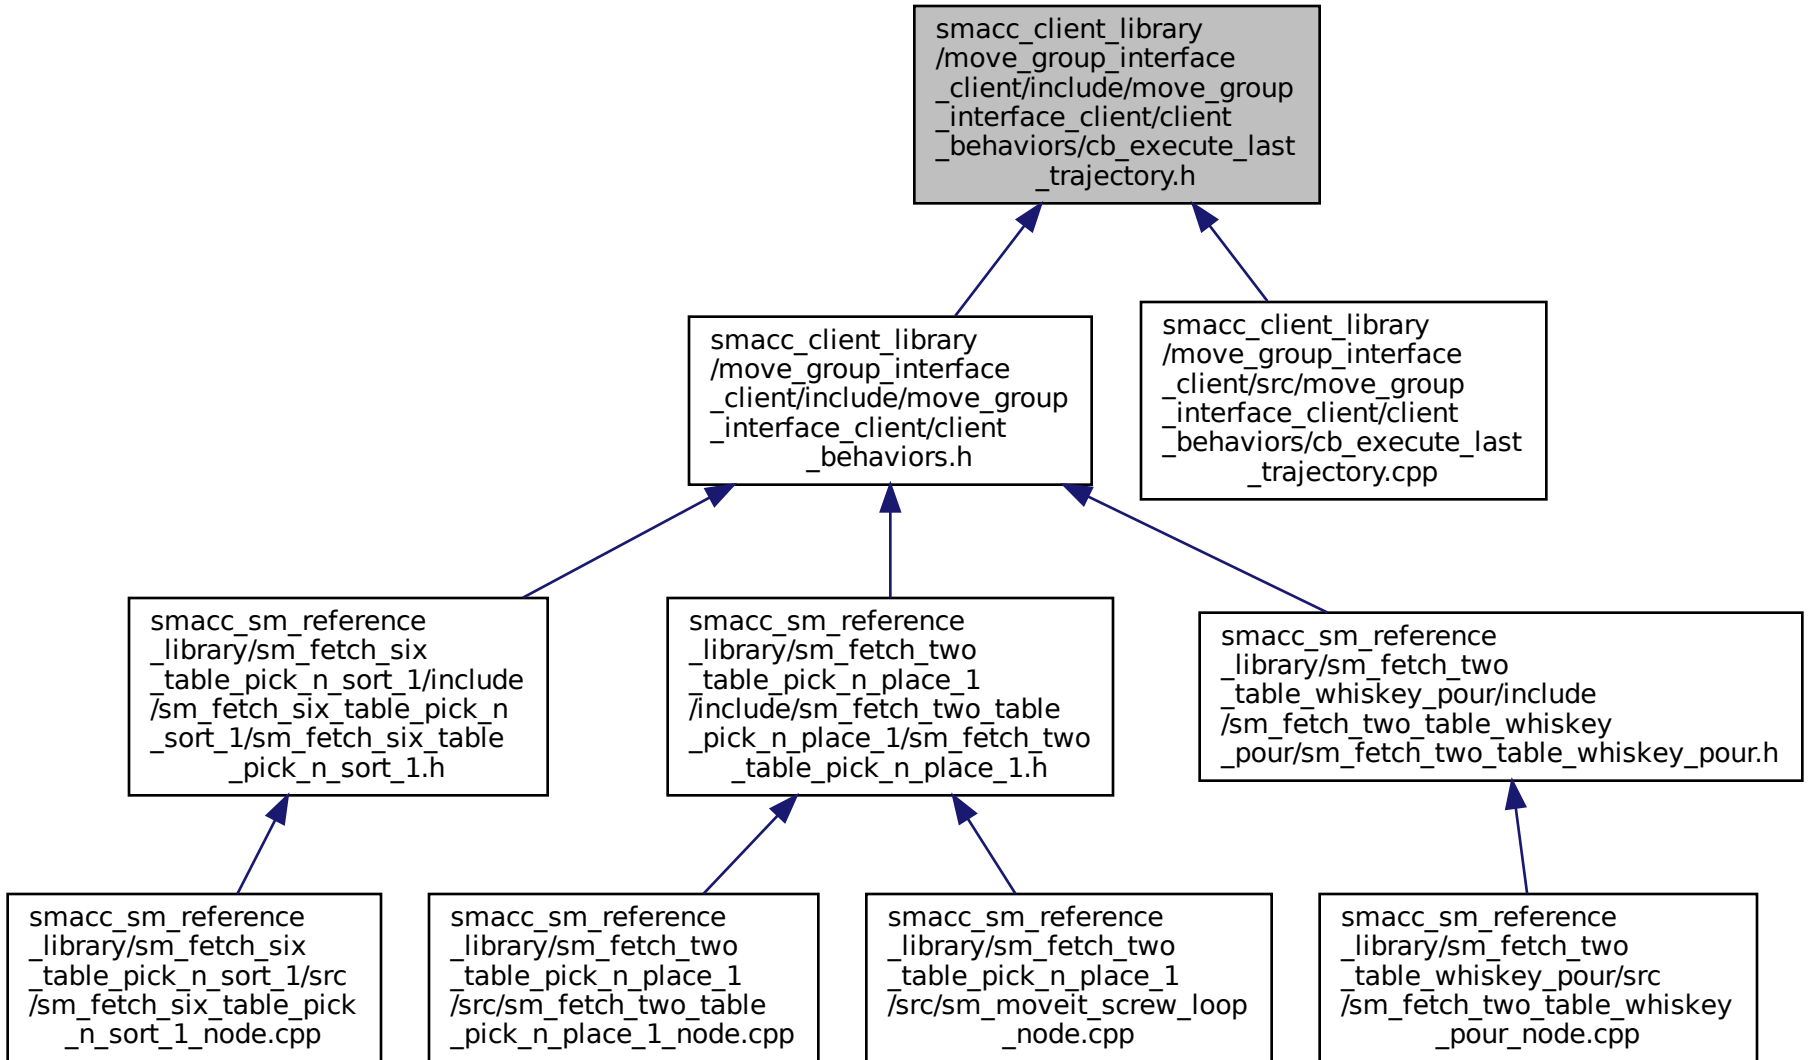 smacc_client_library
/move_group_interface
_client/include/move_group
_interface_client/client
_behaviors/cb_execute_last
_trajectory.h
smacc_client_library
/move_group_interface
_client/include/move_group
_interface_client/client
_behaviors.h
smacc_client_library
/move_group_interface
_client/src/move_group
_interface_client/client
_behaviors/cb_execute_last
_trajectory.cpp
smacc_sm_reference
_library/sm_fetch_six
_table_pick_n_sort_1/include
/sm_fetch_six_table_pick_n
_sort_1/sm_fetch_six_table
_pick_n_sort_1.h
smacc_sm_reference
_library/sm_fetch_two
_table_pick_n_place_1
/include/sm_fetch_two_table
_pick_n_place_1/sm_fetch_two
_table_pick_n_place_1.h
smacc_sm_reference
_library/sm_fetch_two
_table_whiskey_pour/include
/sm_fetch_two_table_whiskey
_pour/sm_fetch_two_table_whiskey_pour.h
smacc_sm_reference
_library/sm_fetch_six
_table_pick_n_sort_1/src
/sm_fetch_six_table_pick
_n_sort_1_node.cpp
smacc_sm_reference
_library/sm_fetch_two
_table_pick_n_place_1
/src/sm_fetch_two_table
_pick_n_place_1_node.cpp
smacc_sm_reference
_library/sm_fetch_two
_table_pick_n_place_1
/src/sm_moveit_screw_loop
_node.cpp
smacc_sm_reference
_library/sm_fetch_two
_table_whiskey_pour/src
/sm_fetch_two_table_whiskey
_pour_node.cpp